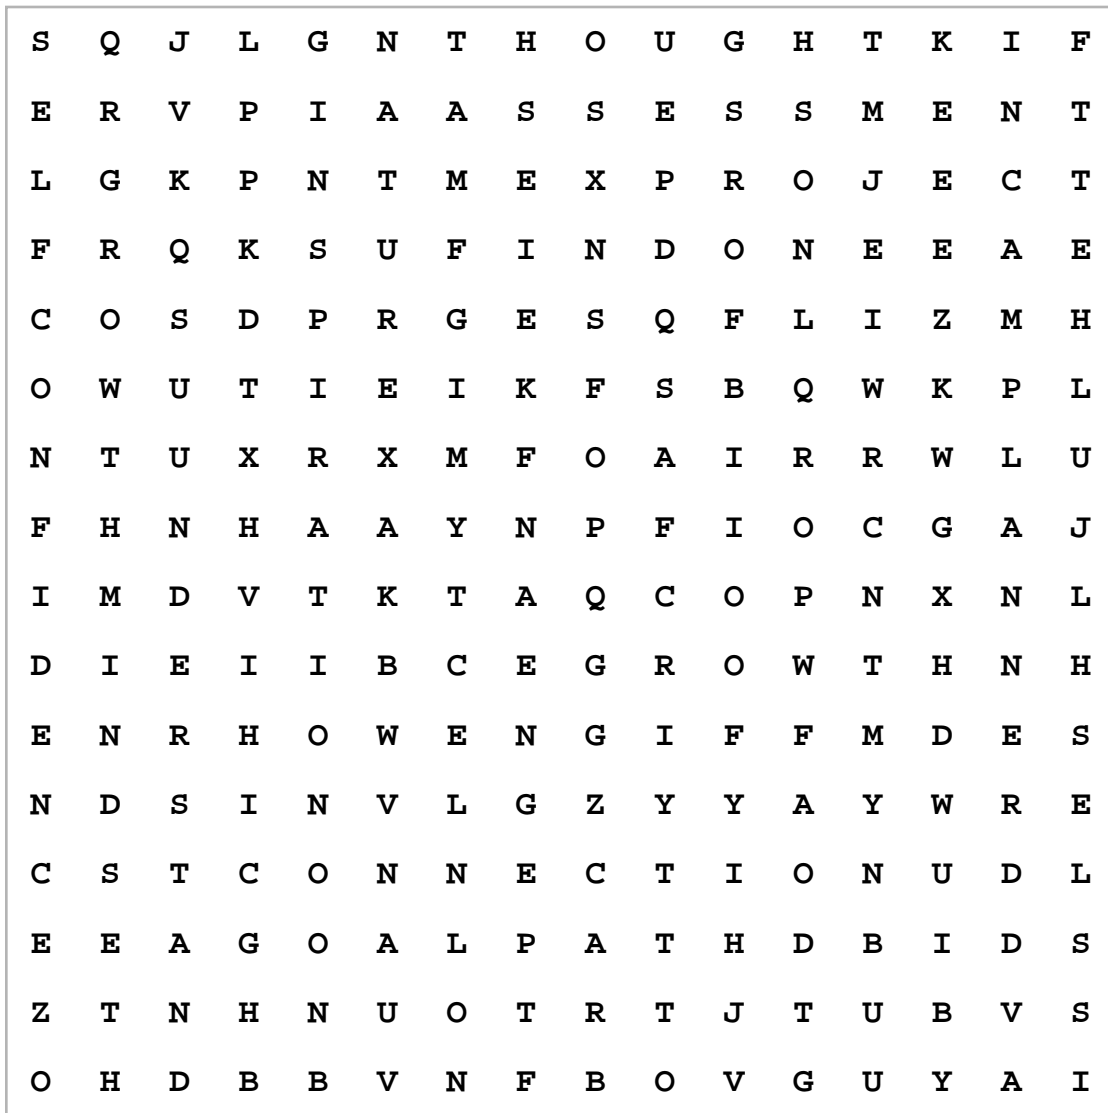 S Q J L G N T H O U G H T K I F
E R V P I A A S S E S S M E N T
L G K P N T M E X P R O J E C T
F R Q K S U F I N D O N E E A E
C O S D P R G E S Q F L I Z M H
O W U T I E I K F S B Q W K P L
N T U X R X M F O A I R R W L U
F H N H A A Y N P F I O C G A J
I M D V T K T A Q C O P N X N L
D I E I I B C E G R O W T H N H
E N R H O W E N G I F F M D E S
N D S I N V L G Z Y Y A Y W R E
C S T C O N N E C T I O N U D L
E E A G O A L P A T H D B I D S
Z T N H N U O T R T J T U B V S
O H D B B V N F B O V G U Y A I